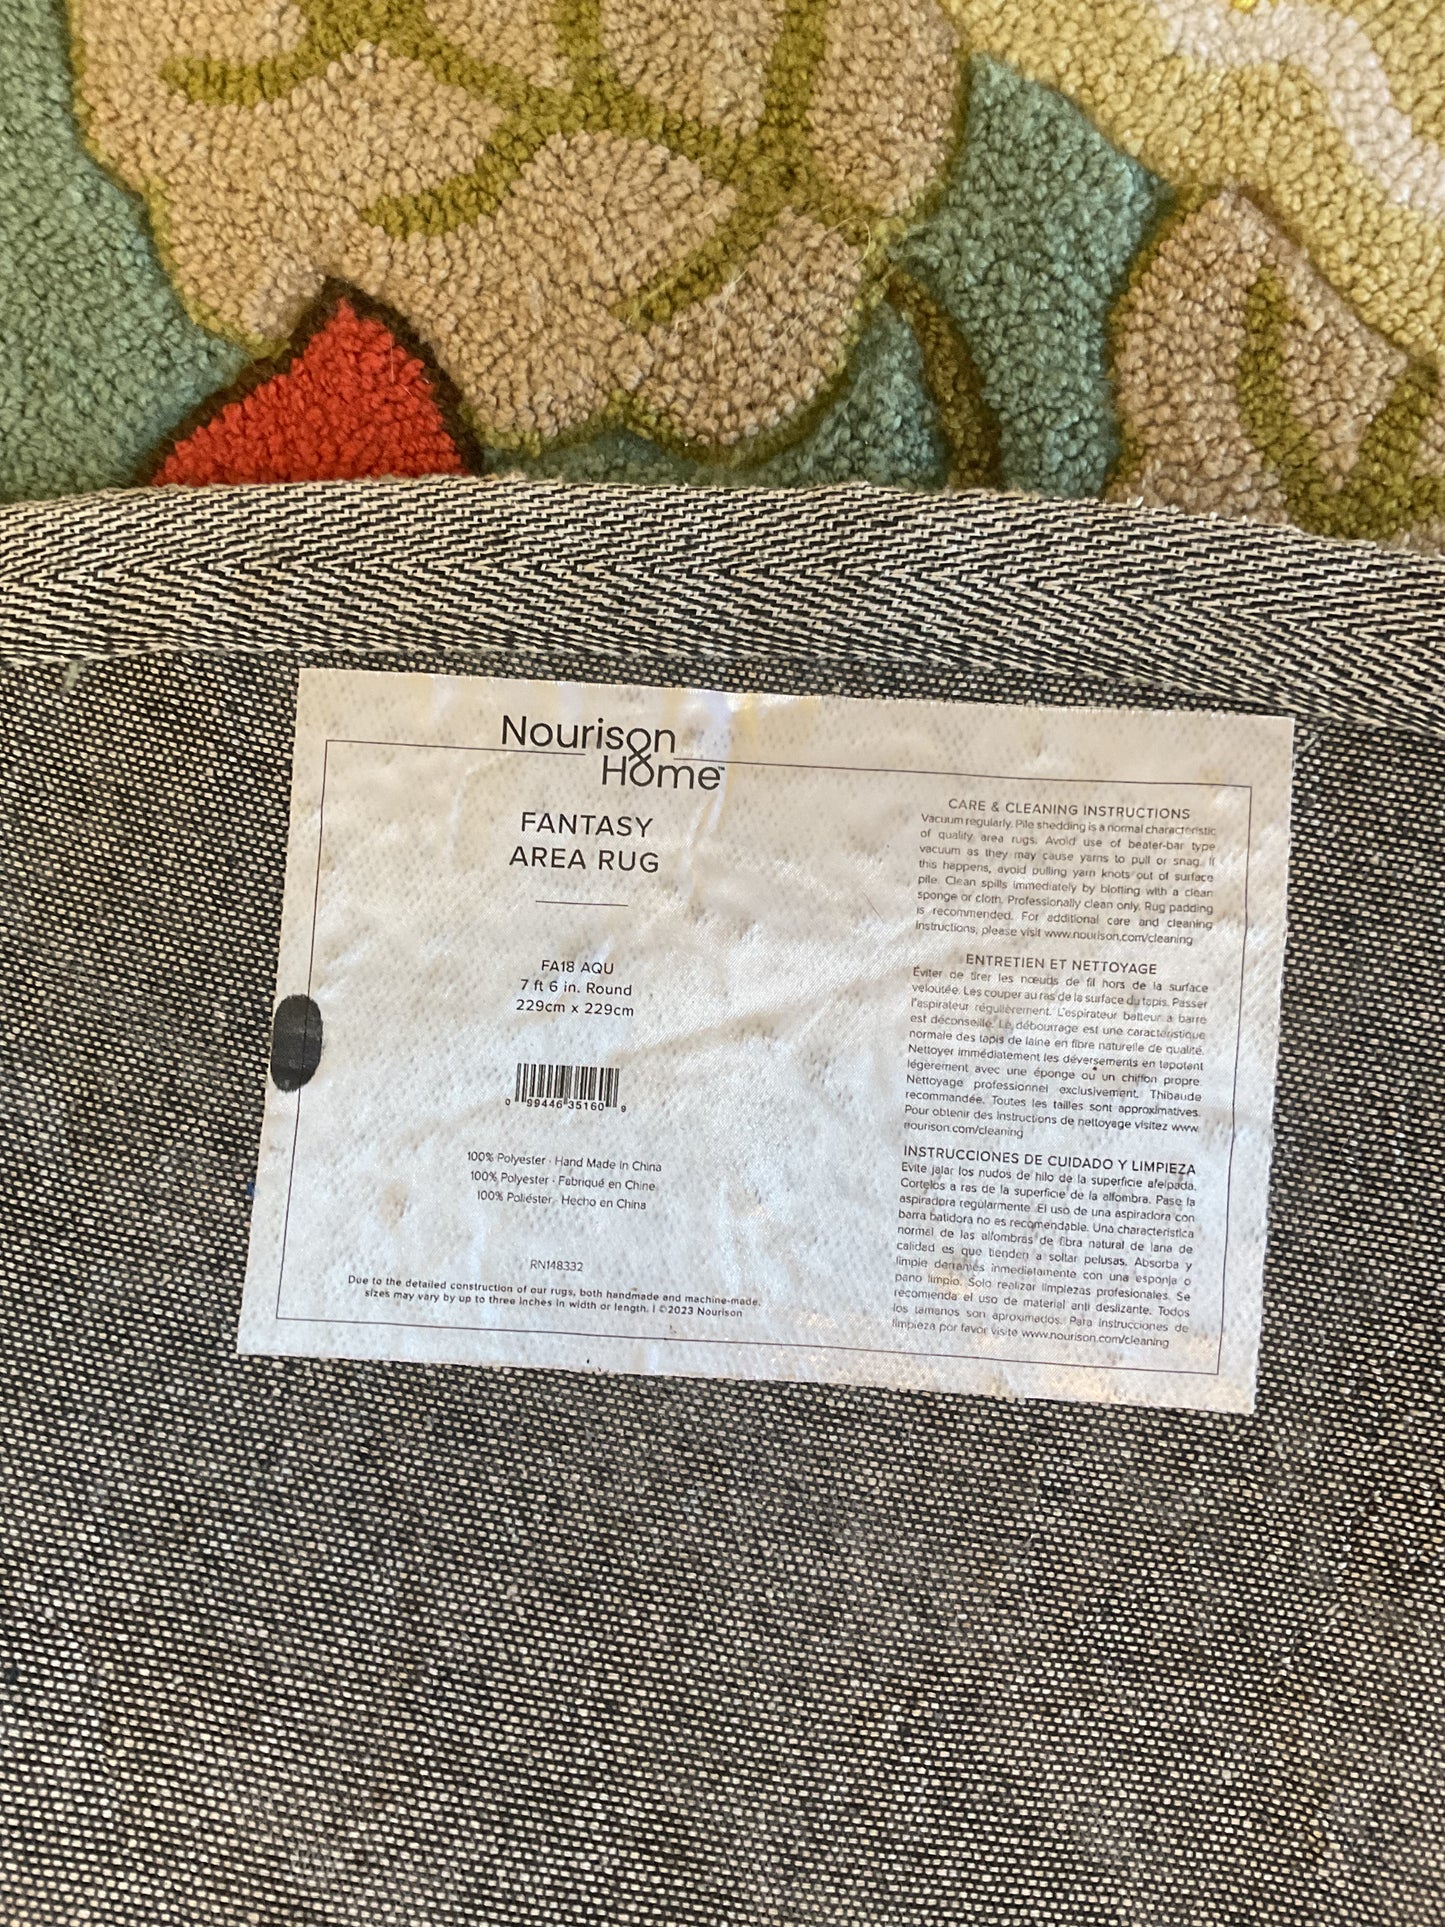 Nourison
Home™
FANTASY
AREA RUG
FA18 AQU
7 ft 6 in. Round
229cm x 229cm
0 99446 35160 9
100% Polyester · Hand Made in China
100% Polyester · Fabriqué en Chine
100% Poliéster · Hecho en China
RN148332
Due to the detailed construction of our rugs, both handmade and machine-made,
sizes may vary by up to three inches in width or length. | ©2023 Nourison
CARE & CLEANING INSTRUCTIONS
Vacuum regularly. Pile shedding is a normal characteristic
of quality area rugs. Avoid use of beater-bar type
vacuum as they may cause yarns to pull or snag. If
this happens, avoid pulling yarn knots out of surface
pile. Clean spills immediately by blotting with a clean
sponge or cloth. Professionally clean only. Rug padding
is recommended. For additional care and cleaning
instructions, please visit www.nourison.com/cleaning
ENTRETIEN ET NETTOYAGE
Éviter de tirer les nœuds de fil hors de la surface
veloutée. Les couper au ras de la surface du tapis. Passer
l'aspirateur régulièrement. L'espirateur batteur à barre
est déconseillé. Le débourrage est une caractéristique
normale des tapis de laine en fibre naturelle de qualité.
Nettoyer immédiatement les déversements en tapotant
légèrement avec une éponge ou un chiffon propre.
Nettoyage professionnel exclusivement. Thibaude
recommandée. Toutes les tailles sont approximatives.
Pour obtenir des instructions de nettoyage visitez www.
nourison.com/cleaning
INSTRUCCIONES DE CUIDADO Y LIMPIEZA
Evite jalar los nudos de hilo de la superficie afelpada.
Cortelos a ras de la superficie de la alfombra. Pase la
aspiradora regularmente. El uso de una aspiradora con
barra batidora no es recomendable. Una characteristica
normal de las alfombras de fibra natural de lana de
calidad es que tienden a soltar pelusas. Absorba y
limpie derrames inmediatamente con una esponja o
paño limpio. Solo realizar limpiezas profesionales. Se
recomienda el uso de material anti deslizante. Todos
los tamanos son aproximados. Para instrucciones de
limpieza por favor visite www.nourison.com/cleaning